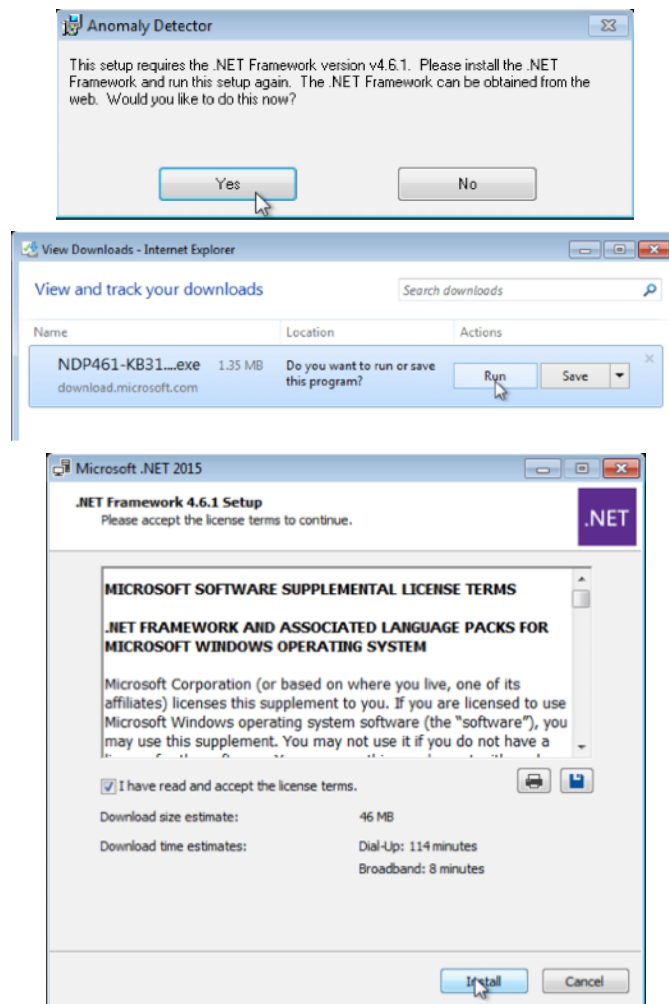 Anomaly Detector
This setup requires the .NET Framework version v4.6.1. Please install the .NET
Framework and run this setup again. The .NET Framework can be obtained from the
web. Would you like to do this now?
Yes
No
View Downloads - Internet Explorer
View and track your downloads
Search downloads
Name Location Actions
NDP461-KB31....exe 1.35 MB Do you want to run or save
this program?
Run Save
download.microsoft.com
Microsoft .NET 2015
.NET Framework 4.6.1 Setup
Please accept the license terms to continue.
.NET
MICROSOFT SOFTWARE SUPPLEMENTAL LICENSE TERMS
.NET FRAMEWORK AND ASSOCIATED LANGUAGE PACKS FOR
MICROSOFT WINDOWS OPERATING SYSTEM
Microsoft Corporation (or based on where you live, one of its
affiliates) licenses this supplement to you. If you are licensed to use
Microsoft Windows operating system software (the “software”), you
may use this supplement. You may not use it if you do not have a
I have read and accept the license terms.
Download size estimate: 46 MB
Download time estimates: Dial-Up: 114 minutes
Broadband: 8 minutes
Install Cancel